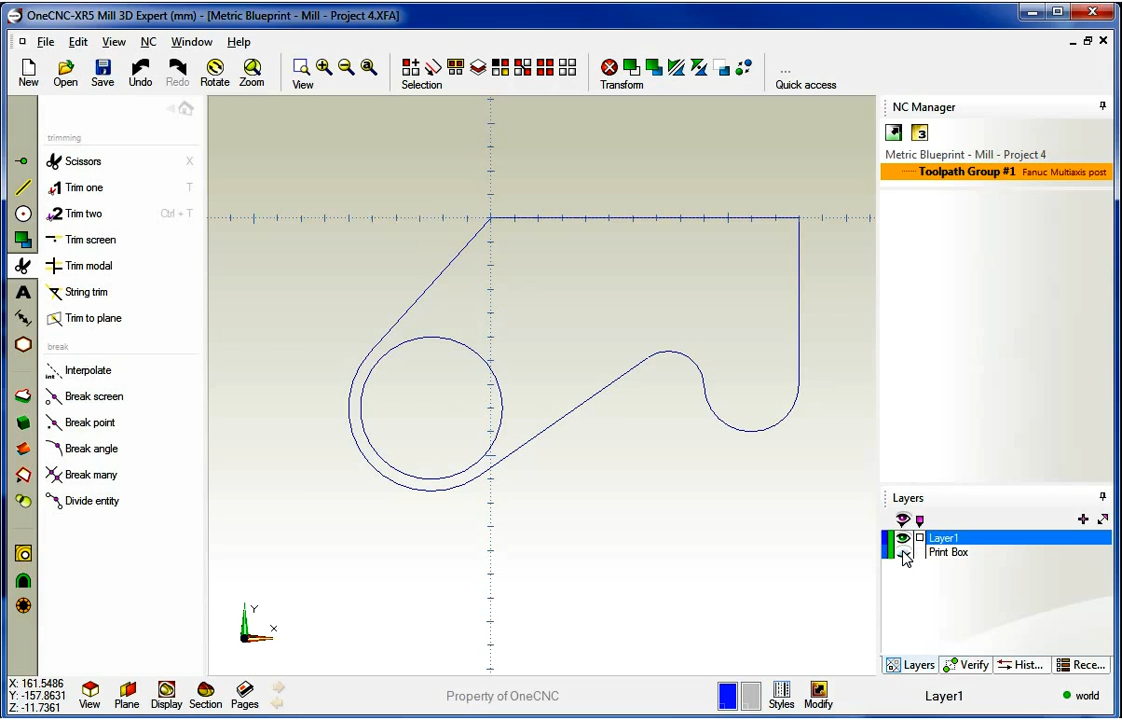 OneCNC-XR5 Mill 3D Expert (mm) - [Metric Blueprint - Mill - Project 4.XFA]
File Edit View NC Window Help
New Open Save Undo Redo Rotate Zoom View Selection Transform ... Quick access
trimming
Scissors X
Trim one T
Trim two Ctrl + T
Trim screen
Trim modal
String trim
Trim to plane
break
Interpolate
Break screen
Break point
Break angle
Break many
Divide entity
Y
X
NC Manager
Metric Blueprint - Mill - Project 4
Toolpath Group #1 Fanuc Multiaxis post
Layers
Layer1
Print Box
Layers Verify Hist... Rece...
X: 161.5486
Y: -157.8631
Z: -11.7361
View Plane Display Section Pages
Property of OneCNC
Styles Modify
Layer1
world